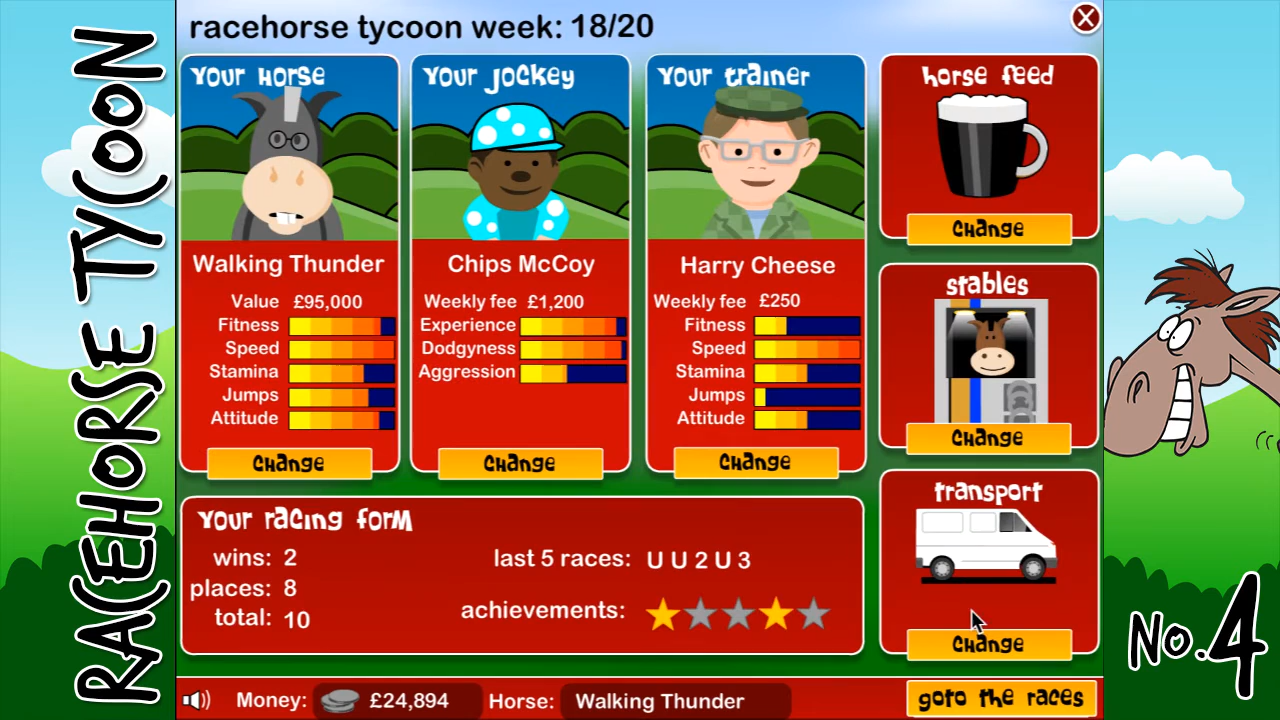 RACEHORSE TYCOON
racehorse tycoon week: 18/20
Your Horse
Walking Thunder
Value £95,000
Fitness
Speed
Stamina
Jumps
Attitude
Change
Your Jockey
Chips McCoy
Weekly fee £1,200
Experience
Dodgyness
Aggression
Change
Your trainer
Harry Cheese
Weekly fee £250
Fitness
Speed
Stamina
Jumps
Attitude
Change
horse feed
Change
stables
Change
transport
Change
Your racing form
wins: 2
places: 8
total: 10
last 5 races: U U 2 U 3
achievements:
Money: £24,894 Horse: Walking Thunder
goto the races
No.4